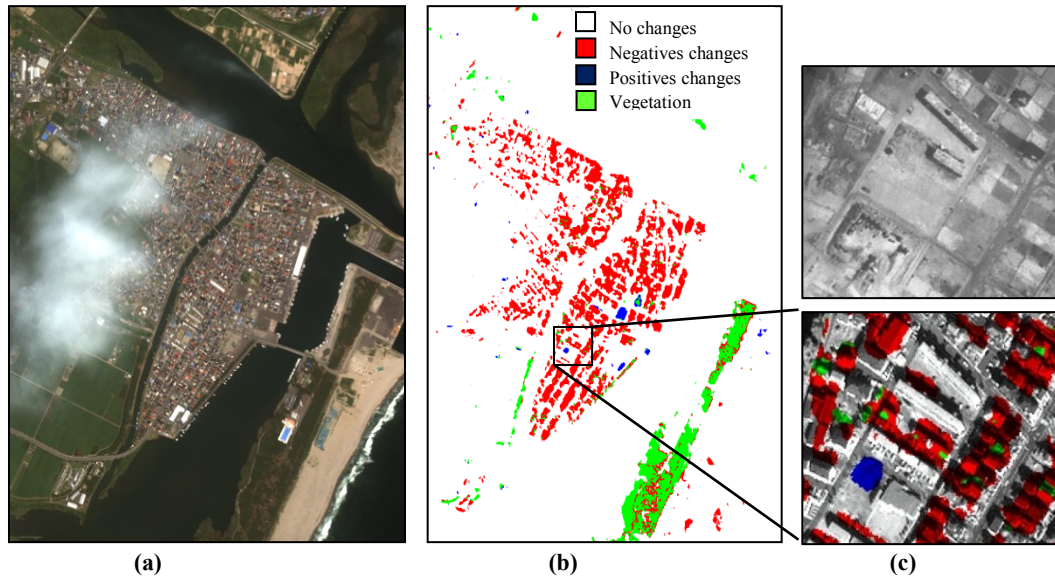 No changes
Negatives changes
Positives changes
Vegetation
(a)
(b)
(c)